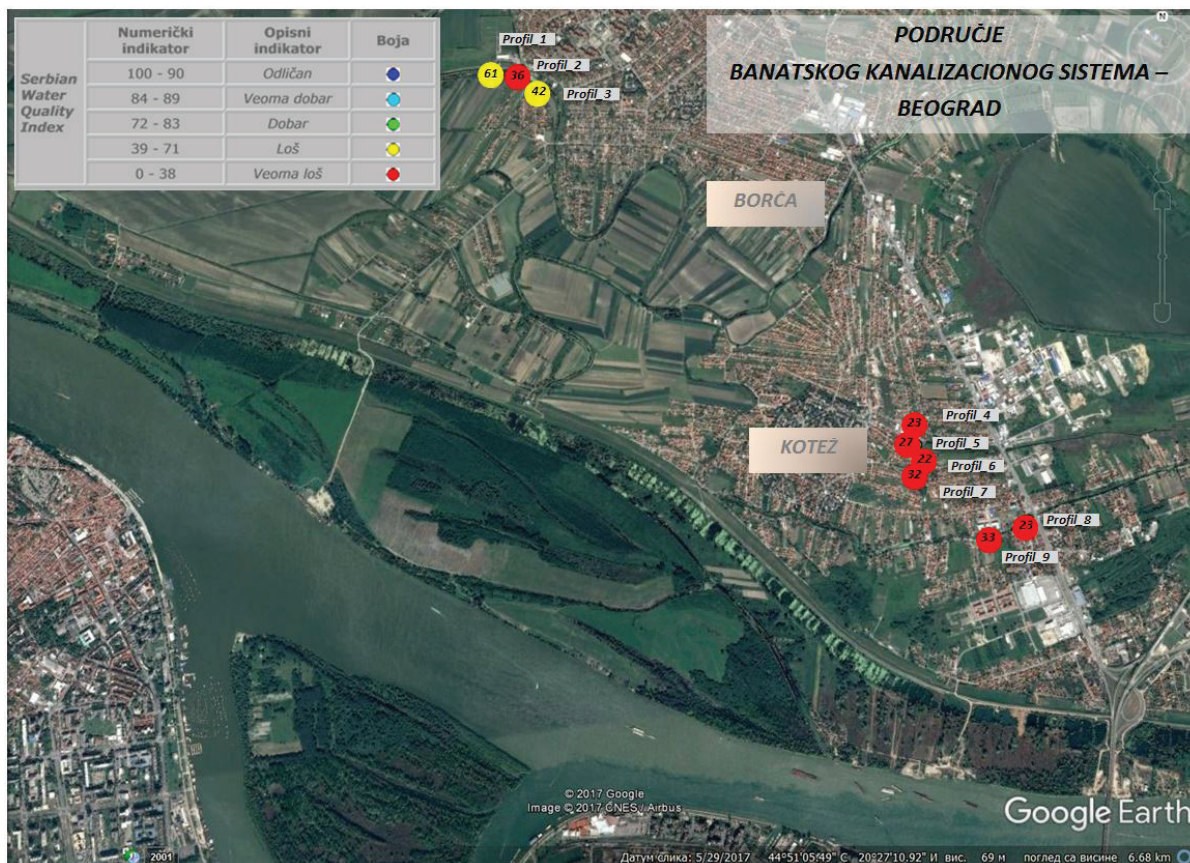 Serbian
Water
Quality
Index
Numerički indikator Opisni indikator Boja
100 - 90 Odličan
84 - 89 Veoma dobar
72 - 83 Dobar
39 - 71 Loš
0 - 38 Veoma loš
PODRUČJE
BANATSKOG KANALIZACIONOG SISTEMA –
BEOGRAD
N
Profil_1
61
Profil_2
36
Profil_3
42
BORČA
KOTEŽ
23 Profil_4
27 Profil_5
22 Profil_6
32 Profil_7
23 Profil_8
33 Profil_9
© 2017 Google
Image © 2017 CNES / Airbus
Google Earth
2001
Датум слика: 5/29/2017 44°51'05.49" С 20°27'10.92" И вис. 69 м поглед са висине 6.68 km